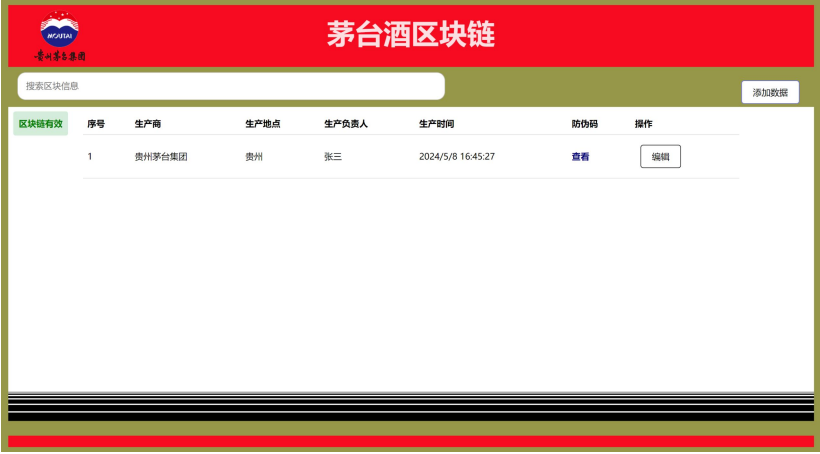 MOUTAI
贵州茅台集团
茅台酒区块链
搜索区块信息
添加数据
区块链有效 序号 生产商 生产地点 生产负责人 生产时间 防伪码 操作
1 贵州茅台集团 贵州 张三 2024/5/8 16:45:27 查看 编辑